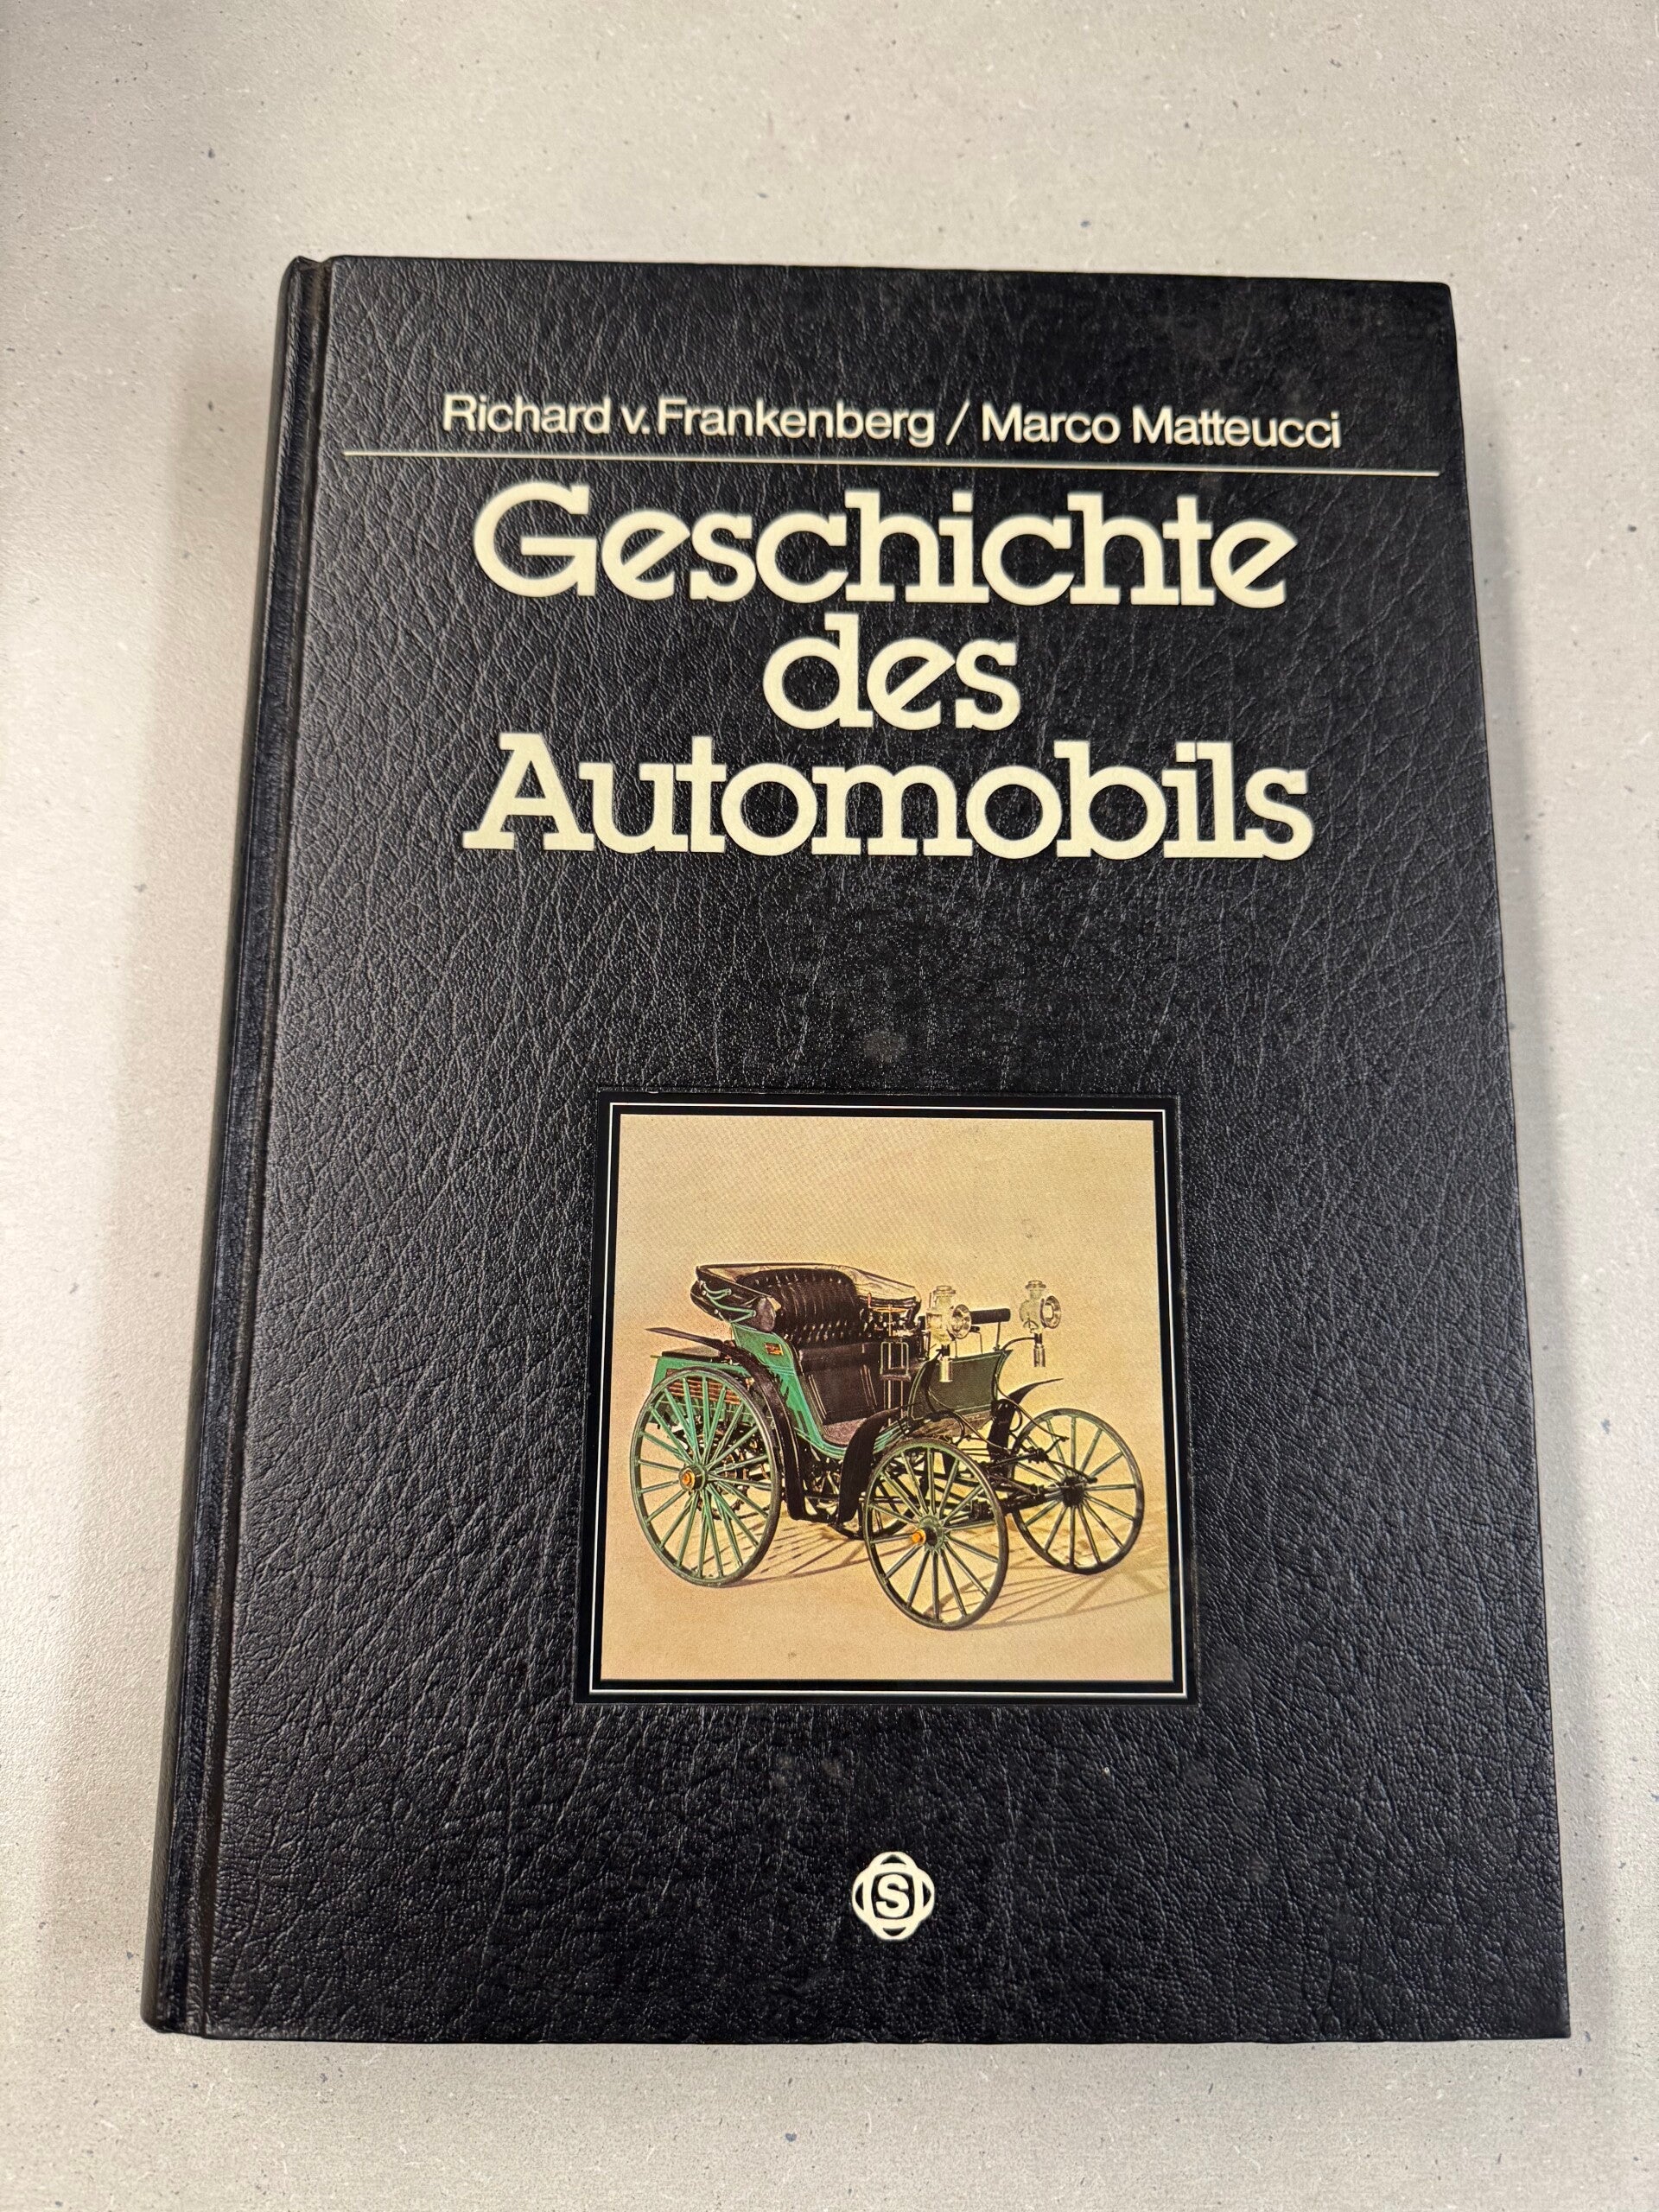 Richard v. Frankenberg / Marco Matteucci
Geschichte
des
Automobils
S